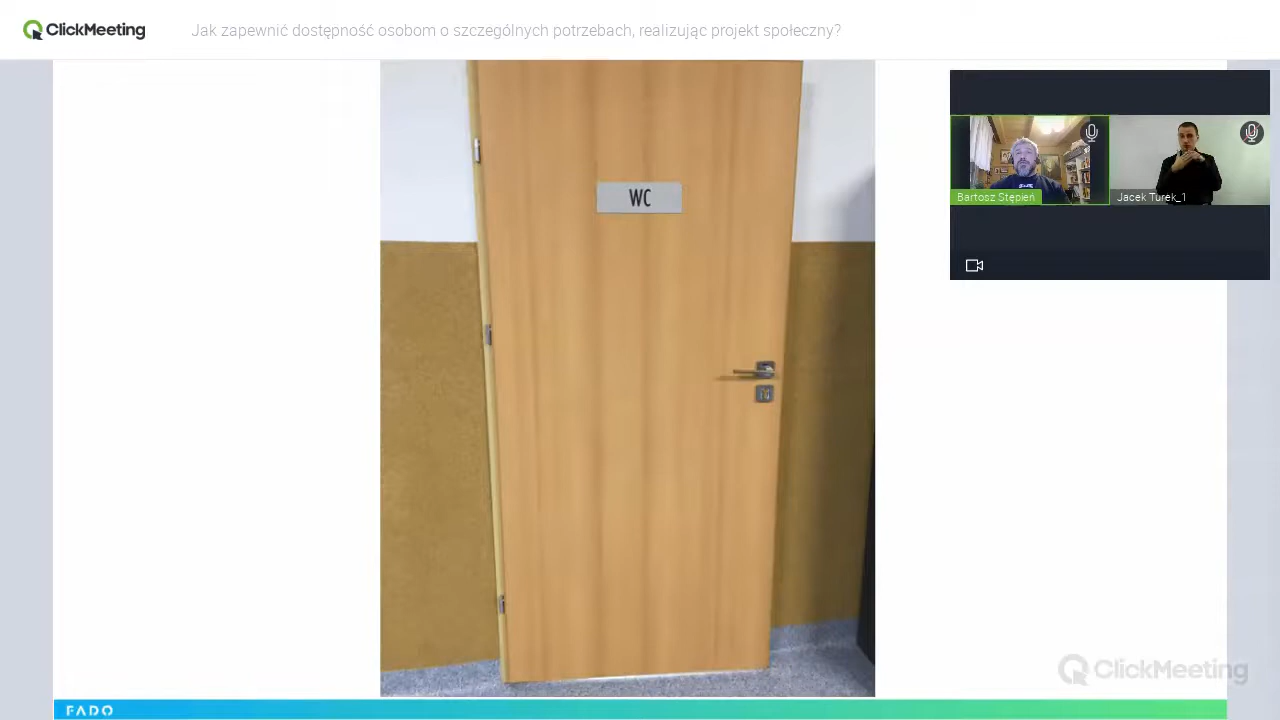 ClickMeeting
Jak zapewnić dostępność osobom o szczególnych potrzebach, realizując projekt społeczny?
WC
Bartosz Stępień
Jacek Turek_1
ClickMeeting
FADO